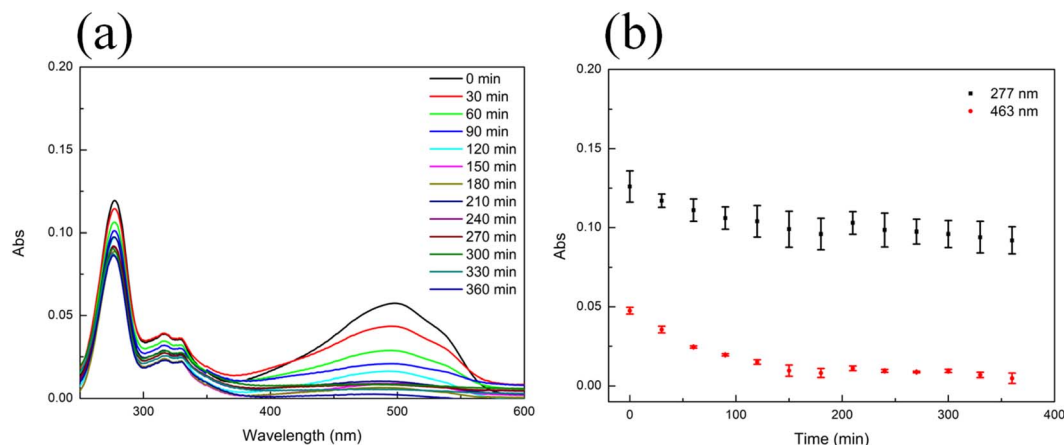 (a)
0.20
0.15
0.10
0.05
0.00
Abs
300
400
500
600
Wavelength (nm)
0 min
30 min
60 min
90 min
120 min
150 min
180 min
210 min
240 min
270 min
300 min
330 min
360 min
(b)
0.20
0.15
0.10
0.05
0.00
Abs
0
100
200
300
400
Time (min)
277 nm
463 nm